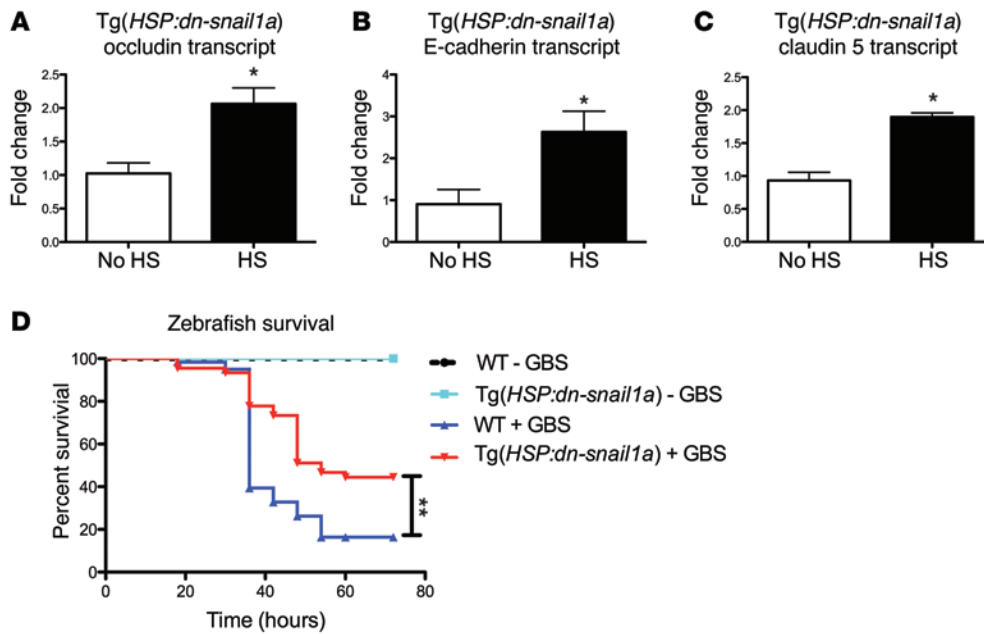 A
Tg(HSP:dn-snail1a)
occludin transcript
Fold change
2.5
2.0
1.5
1.0
0.5
0.0
*
No HS
HS
B
Tg(HSP:dn-snail1a)
E-cadherin transcript
Fold change
4
3
2
1
0
*
No HS
HS
C
Tg(HSP:dn-snail1a)
claudin 5 transcript
Fold change
2.5
2.0
1.5
1.0
0.5
0.0
*
No HS
HS
D
Zebrafish survival
Percent survivial
100
80
60
40
20
0
0
20
40
60
80
Time (hours)
**
WT - GBS
Tg(HSP:dn-snail1a) - GBS
WT + GBS
Tg(HSP:dn-snail1a) + GBS